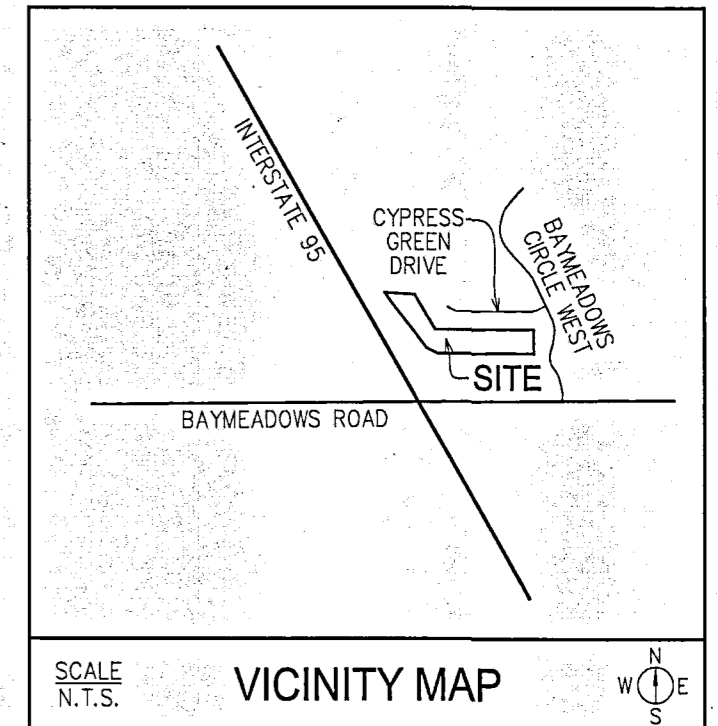 INTERSTATE 95
CYPRESS
GREEN
DRIVE
BAYMEADOWS
CIRCLE WEST
SITE
BAYMEADOWS ROAD
SCALE
N.T.S.
VICINITY MAP
N
W E
S